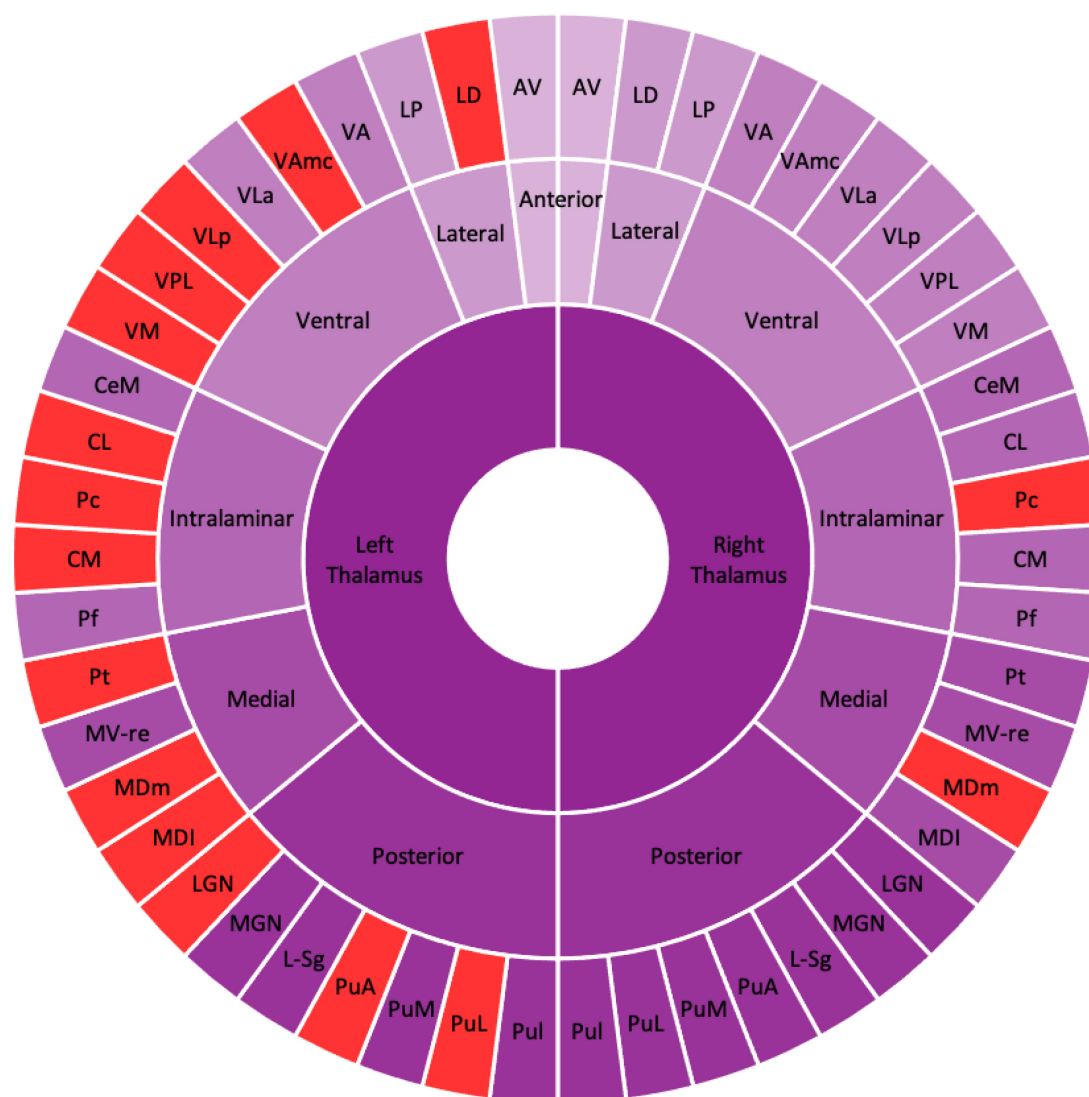 LD
AV
AV
LD
LP
LP
VA
VA
VAmc
VAmc
VLa
VLa
VLp
VLp
VPL
VPL
VM
VM
CeM
CeM
CL
CL
Pc
Pc
CM
CM
Pf
Pf
Pt
Pt
MV-re
MV-re
MDm
MDm
MDl
MDl
LGN
LGN
MGN
MGN
L-Sg
L-Sg
PuA
PuA
PuM
PuM
PuL
PuL
PuI
PuI
Anterior
Lateral
Lateral
Ventral
Ventral
Intralaminar
Intralaminar
Medial
Medial
Posterior
Posterior
Left
Thalamus
Right
Thalamus